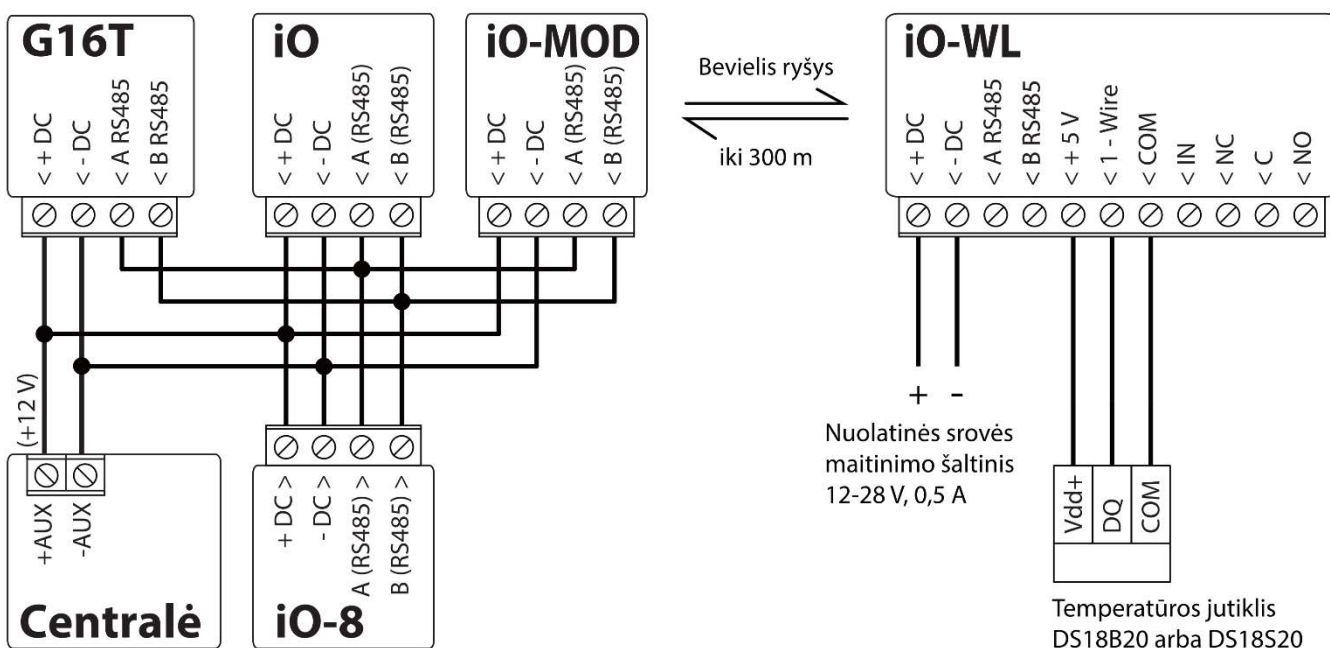 G16T
< + DC
< - DC
< A RS485
< B RS485
iO
< + DC
< - DC
< A (RS485)
< B (RS485)
iO-MOD
< + DC
< - DC
< A (RS485)
< B (RS485)
Bevielis ryšys
iki 300 m
iO-WL
< + DC
< - DC
< A RS485
< B RS485
< + 5 V
< 1 - Wire
< COM
< IN
< NC
< C
< NO
(+12 V)
+AUX
-AUX
Centralė
+ DC >
- DC >
A (RS485) >
B (RS485) >
iO-8
+ -
Nuolatinės srovės
maitinimo šaltinis
12-28 V, 0,5 A
Vdd+
DQ
COM
Temperatūros jutiklis
DS18B20 arba DS18S20